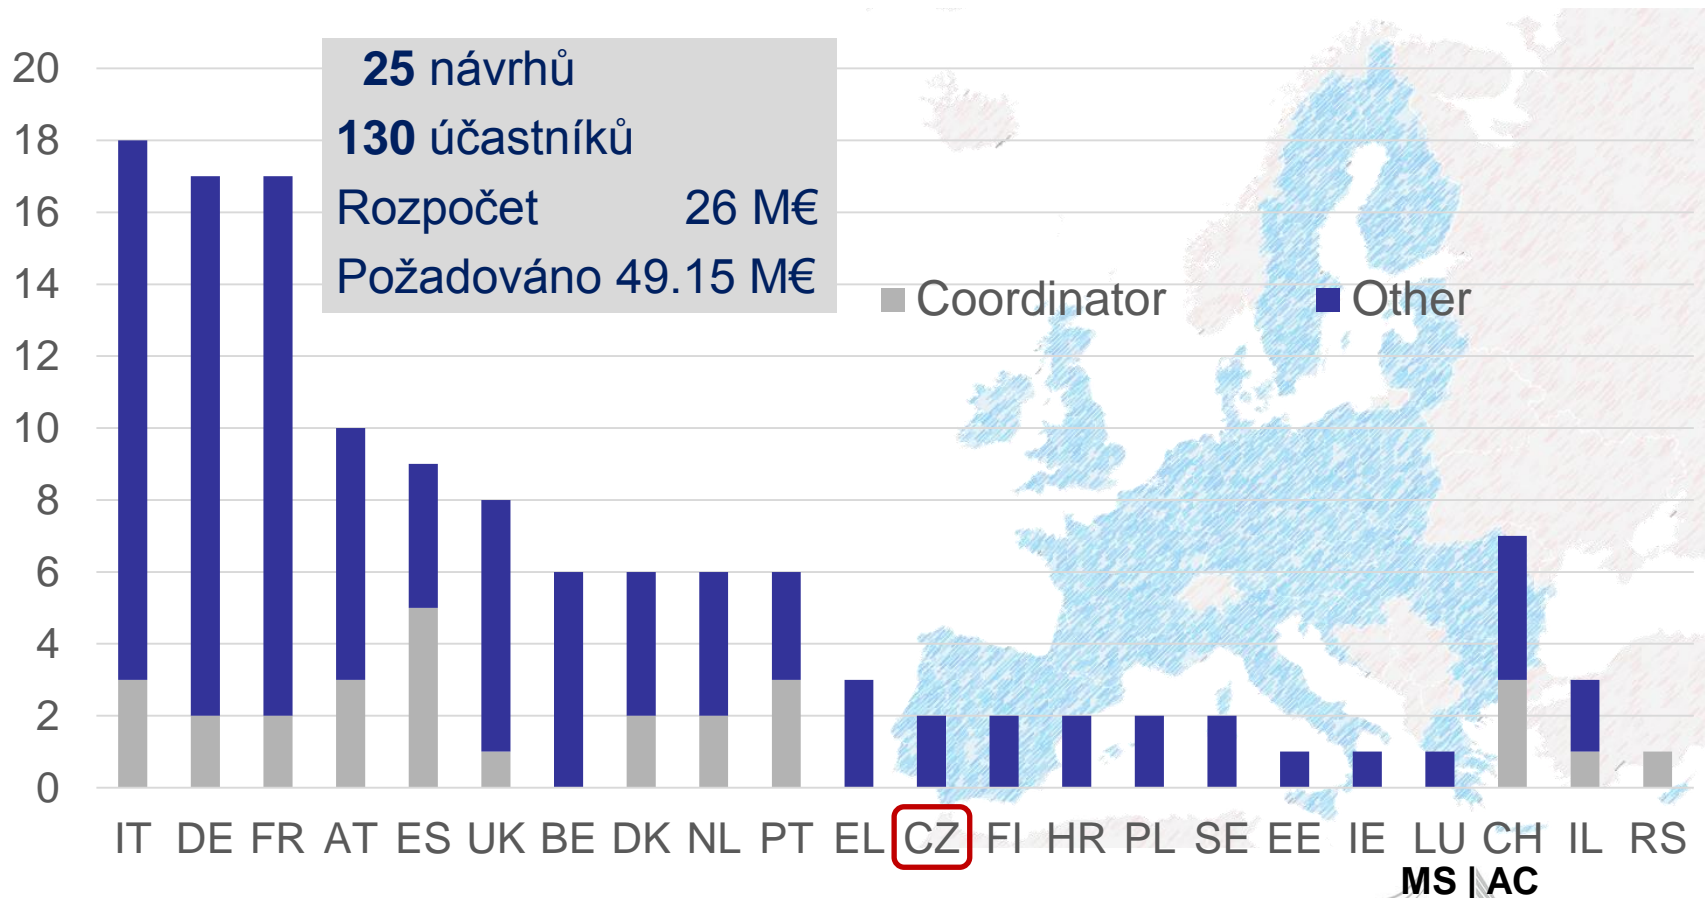 20
18
16
14
12
10
8
6
4
2
0
25 návrhů
130 účastníků
Rozpočet 26 M€
Požadováno 49.15 M€
Coordinator Other
IT DE FR AT ES UK BE DK NL PT EL CZ FI HR PL SE EE IE LU CH IL RS
MS | AC